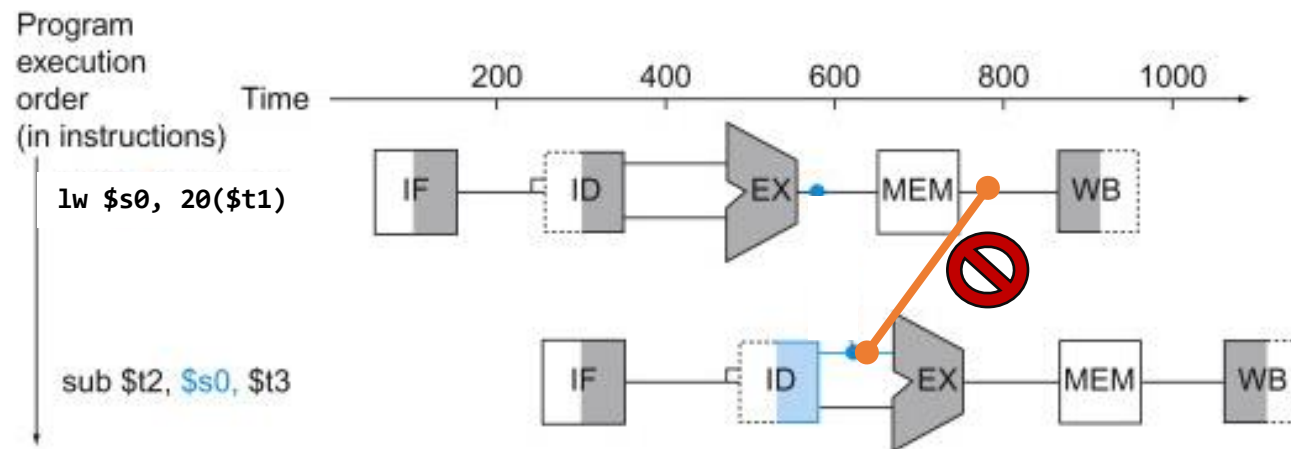 Program
execution
order
(in instructions)
Time
200 400 600 800 1000
lw $s0, 20($t1)
IF ID EX MEM WB
sub $t2, $s0, $t3
IF ID EX MEM WB